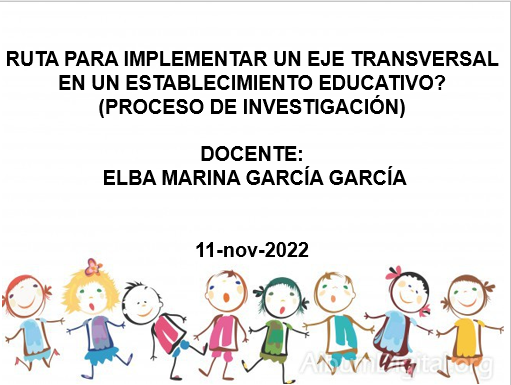 RUTA PARA IMPLEMENTAR UN EJE TRANSVERSAL
EN UN ESTABLECIMIENTO EDUCATIVO?
(PROCESO DE INVESTIGACIÓN)
DOCENTE:
ELBA MARINA GARCÍA GARCÍA
11-nov-2022